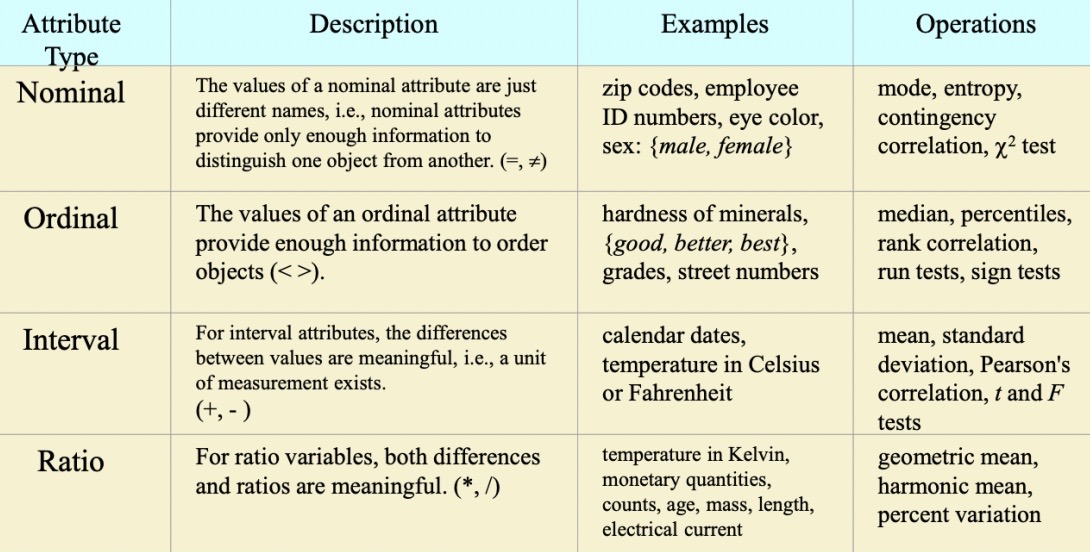 Attribute
Type
Description
Examples
Operations
Nominal
The values of a nominal attribute are just
different names, i.e., nominal attributes
provide only enough information to
distinguish one object from another. (=, ≠)
zip codes, employee
ID numbers, eye color,
sex: {male, female}
mode, entropy,
contingency
correlation, χ² test
Ordinal
The values of an ordinal attribute
provide enough information to order
objects (< >).
hardness of minerals,
{good, better, best},
grades, street numbers
median, percentiles,
rank correlation,
run tests, sign tests
Interval
For interval attributes, the differences
between values are meaningful, i.e., a unit
of measurement exists.
(+, - )
calendar dates,
temperature in Celsius
or Fahrenheit
mean, standard
deviation, Pearson's
correlation, t and F
tests
Ratio
For ratio variables, both differences
and ratios are meaningful. (*, /)
temperature in Kelvin,
monetary quantities,
counts, age, mass, length,
electrical current
geometric mean,
harmonic mean,
percent variation